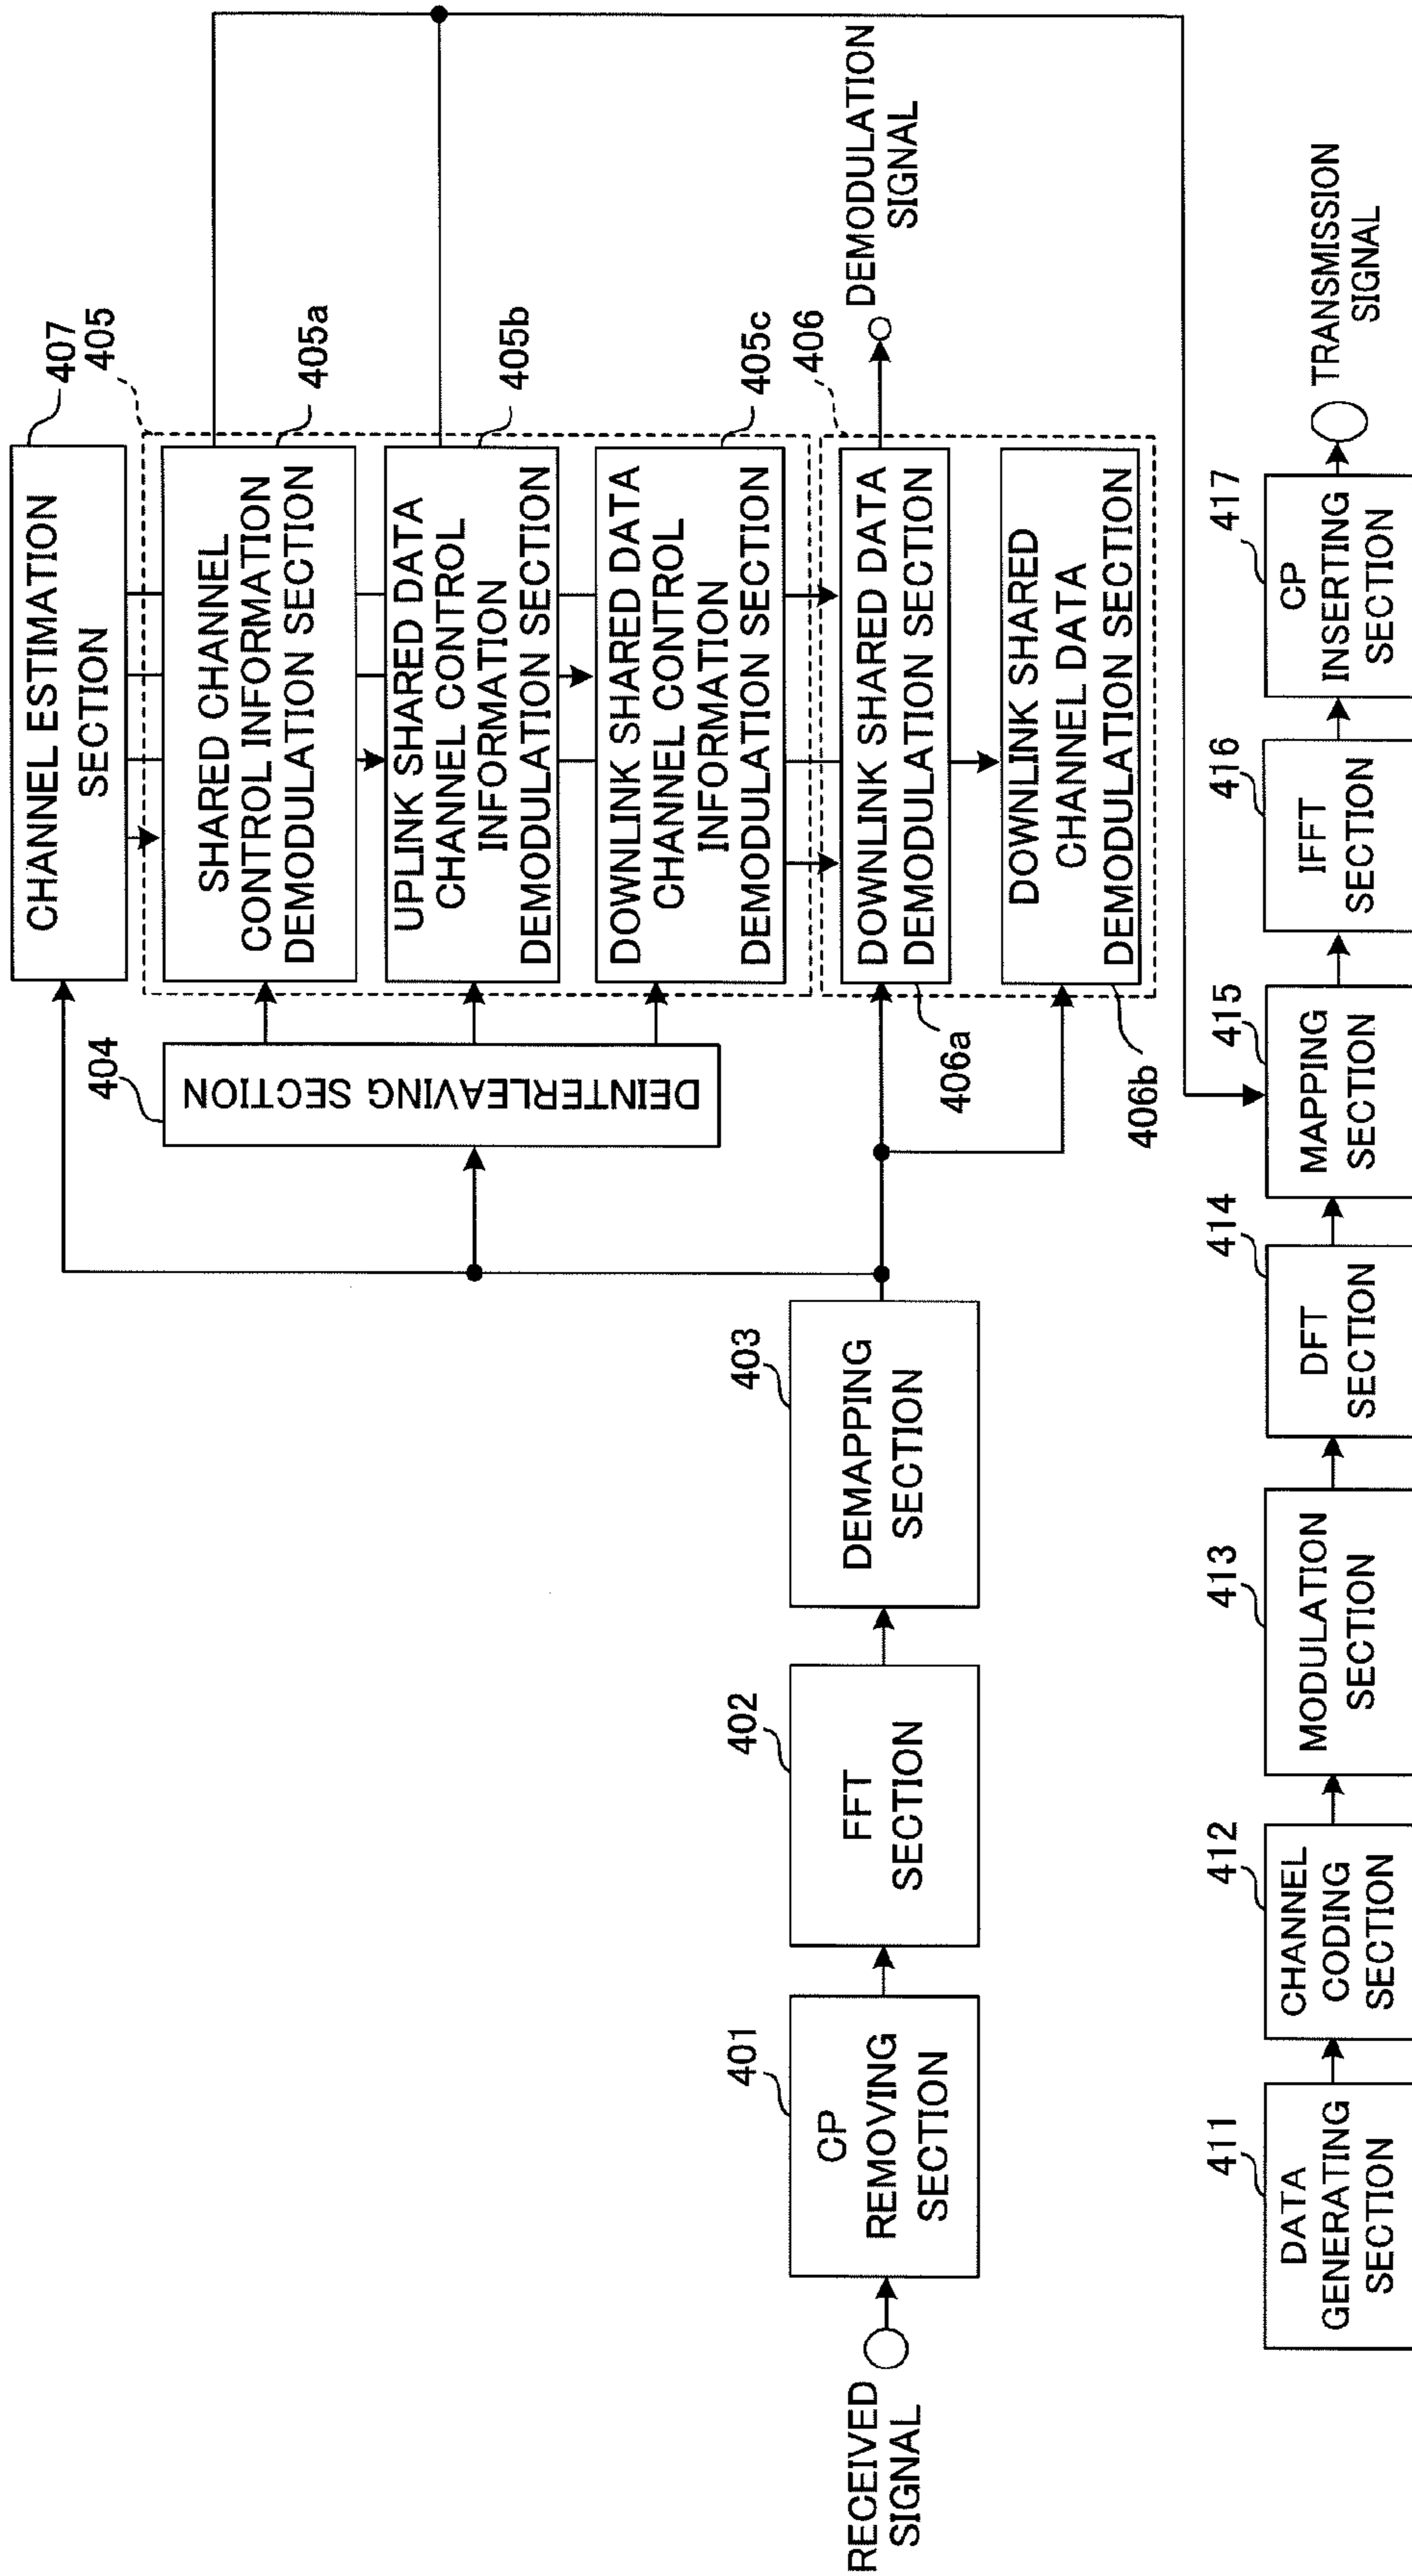 RECEIVED
SIGNAL
401
CP
REMOVING
SECTION
402
FFT
SECTION
403
DEMAPPING
SECTION
404
DEINTERLEAVING SECTION
407
CHANNEL ESTIMATION
SECTION
405
405a
SHARED CHANNEL
CONTROL INFORMATION
DEMODULATION SECTION
405b
UPLINK SHARED DATA
CHANNEL CONTROL
INFORMATION
DEMODULATION SECTION
405c
DOWNLINK SHARED DATA
CHANNEL CONTROL
INFORMATION
DEMODULATION SECTION
406
406a
DOWNLINK SHARED DATA
DEMODULATION SECTION
406b
DOWNLINK SHARED
CHANNEL DATA
DEMODULATION SECTION
DEMODULATION
SIGNAL
411
DATA
GENERATING
SECTION
412
CHANNEL
CODING
SECTION
413
MODULATION
SECTION
414
DFT
SECTION
415
MAPPING
SECTION
416
IFFT
SECTION
417
CP
INSERTING
SECTION
TRANSMISSION
SIGNAL